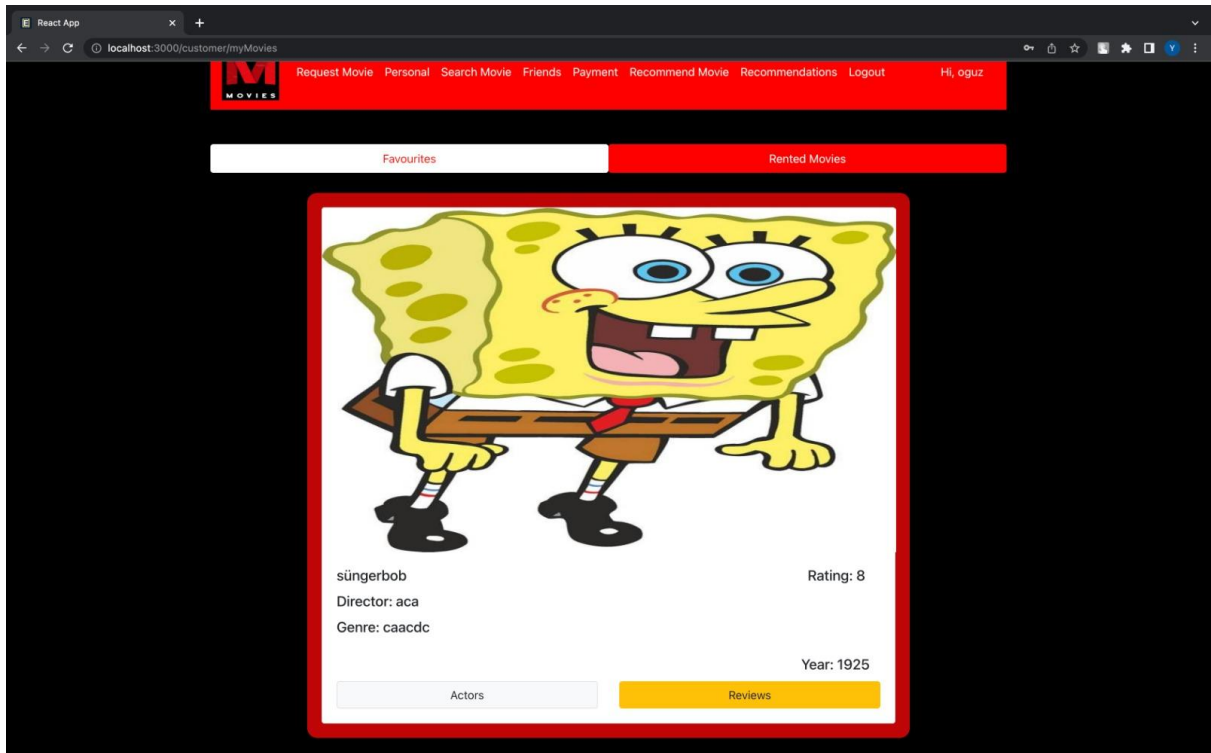 React App
localhost:3000/customer/myMovies
Y
M
MOVIES
Request Movie Personal Search Movie Friends Payment Recommend Movie Recommendations Logout Hi, oguz
Favourites Rented Movies
süngerbob Rating: 8
Director: aca
Genre: caacdc
Year: 1925
Actors Reviews